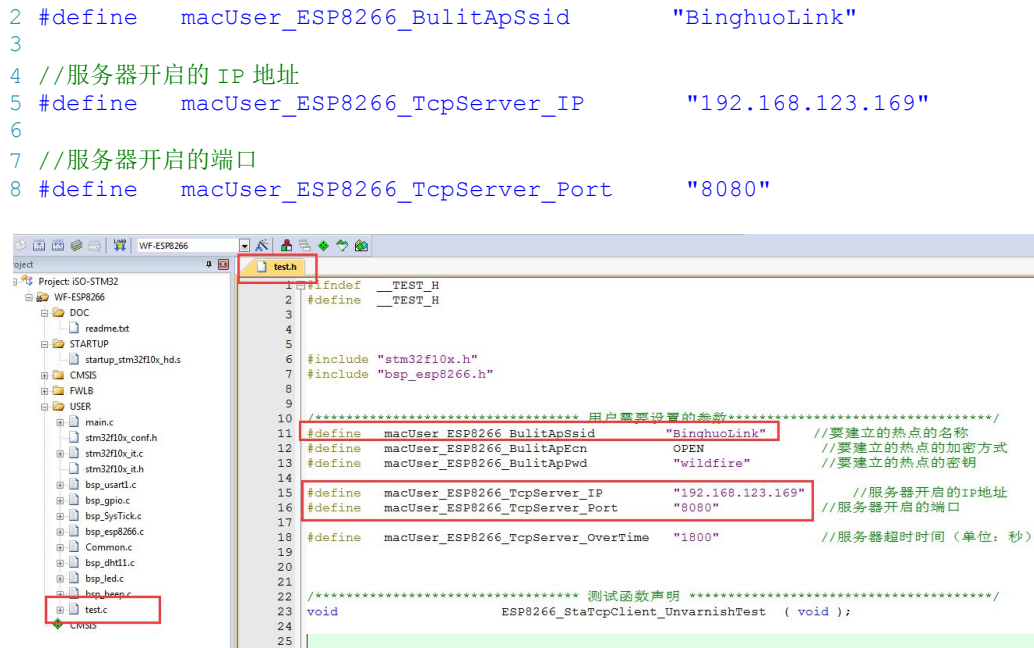 2 #define macUser_ESP8266_BulitApSsid "BinghuoLink"
3
4 //服务器开启的 IP 地址
5 #define macUser_ESP8266_TcpServer_IP "192.168.123.169"
6
7 //服务器开启的端口
8 #define macUser_ESP8266_TcpServer_Port "8080"
LOAD WF-ESP8266
oject
Project: iSO-STM32
WF-ESP8266
DOC
readme.txt
STARTUP
startup_stm32f10x_hd.s
CMSIS
FWLB
USER
main.c
stm32f10x_conf.h
stm32f10x_it.c
stm32f10x_it.h
bsp_usart1.c
bsp_gpio.c
bsp_SysTick.c
bsp_esp8266.c
Common.c
bsp_dht11.c
bsp_led.c
bsp_beep.c
test.c
CMSIS
test.h
1 #ifndef __TEST_H
2 #define __TEST_H
3
4
5
6 #include "stm32f10x.h"
7 #include "bsp_esp8266.h"
8
9
10 /********************************** 用户需要设置的参数**********************************/
11 #define macUser_ESP8266_BulitApSsid "BinghuoLink" //要建立的热点的名称
12 #define macUser_ESP8266_BulitApEcn OPEN //要建立的热点的加密方式
13 #define macUser_ESP8266_BulitApPwd "wildfire" //要建立的热点的密钥
14
15 #define macUser_ESP8266_TcpServer_IP "192.168.123.169" //服务器开启的IP地址
16 #define macUser_ESP8266_TcpServer_Port "8080" //服务器开启的端口
17
18 #define macUser_ESP8266_TcpServer_OverTime "1800" //服务器超时时间（单位：秒）
19
20
21
22 /********************************** 测试函数声明 ***************************************/
23 void ESP8266_StaTcpClient_UnvarnishTest ( void );
24
25